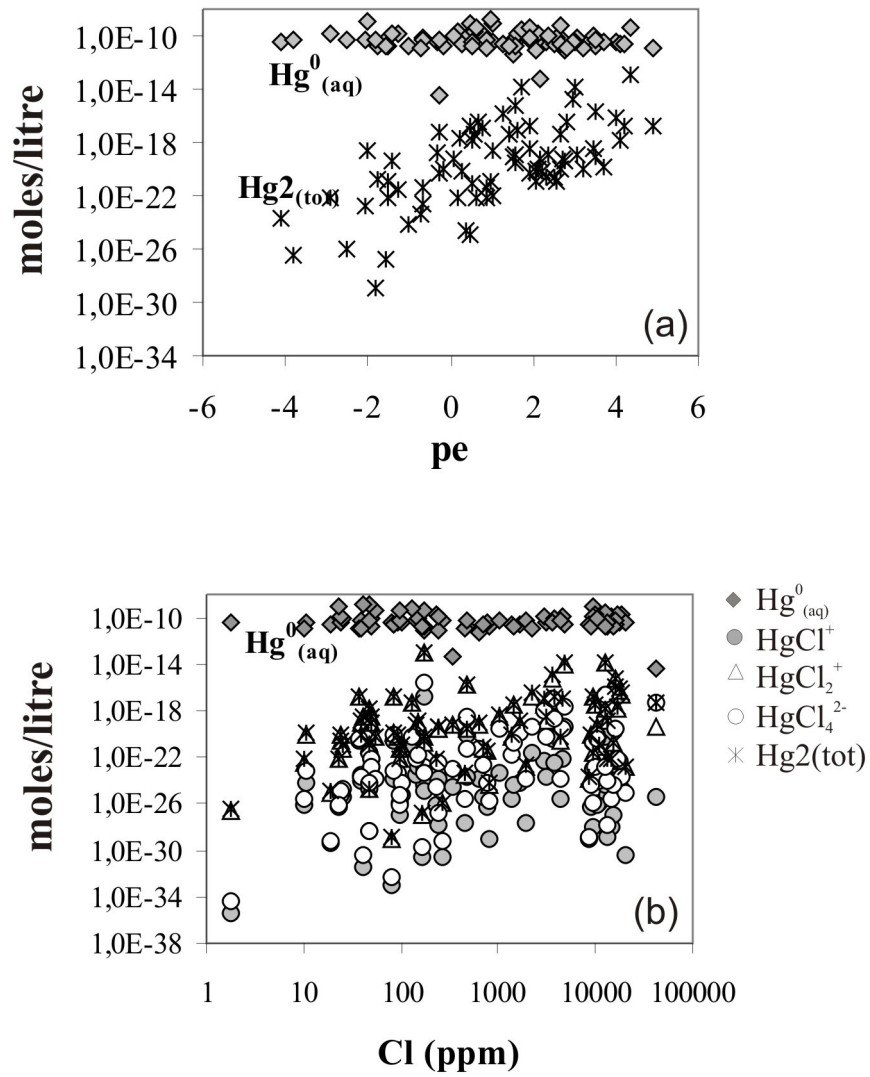 moles/litre
1,0E-10
1,0E-14
1,0E-18
1,0E-22
1,0E-26
1,0E-30
1,0E-34
Hg⁰(aq)
Hg2(tot)
(a)
-6 -4 -2 0 2 4 6
pe
moles/litre
1,0E-10
1,0E-14
1,0E-18
1,0E-22
1,0E-26
1,0E-30
1,0E-34
1,0E-38
Hg⁰(aq)
(b)
1 10 100 1000 10000 100000
Cl (ppm)
Hg⁰(aq)
HgCl⁺
HgCl₂⁺
HgCl₄²⁻
Hg2(tot)